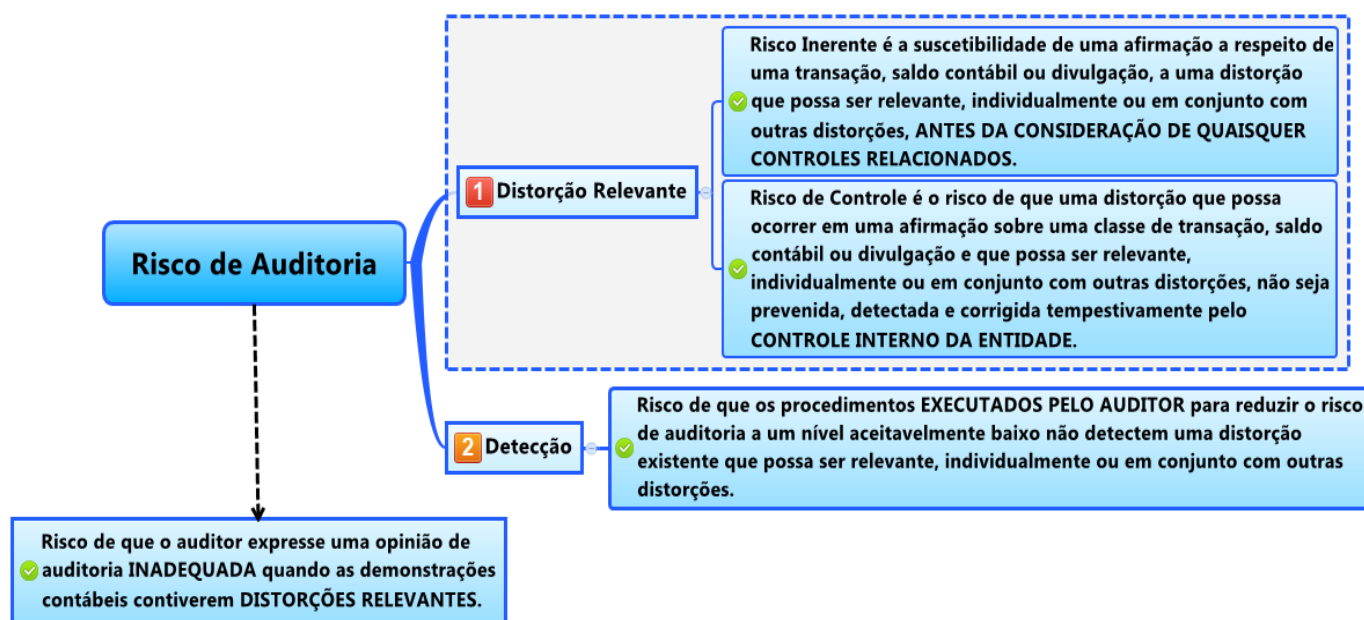 Risco de Auditoria
1 Distorção Relevante
Risco Inerente é a suscetibilidade de uma afirmação a respeito de
uma transação, saldo contábil ou divulgação, a uma distorção
que possa ser relevante, individualmente ou em conjunto com
outras distorções, ANTES DA CONSIDERAÇÃO DE QUAISQUER
CONTROLES RELACIONADOS.
Risco de Controle é o risco de que uma distorção que possa
ocorrer em uma afirmação sobre uma classe de transação, saldo
contábil ou divulgação e que possa ser relevante,
individualmente ou em conjunto com outras distorções, não seja
prevenida, detectada e corrigida tempestivamente pelo
CONTROLE INTERNO DA ENTIDADE.
2 Detecção
Risco de que os procedimentos EXECUTADOS PELO AUDITOR para reduzir o risco
de auditoria a um nível aceitavelmente baixo não detectem uma distorção
existente que possa ser relevante, individualmente ou em conjunto com outras
distorções.
Risco de que o auditor expresse uma opinião de
auditoria INADEQUADA quando as demonstrações
contábeis contiverem DISTORÇÕES RELEVANTES.